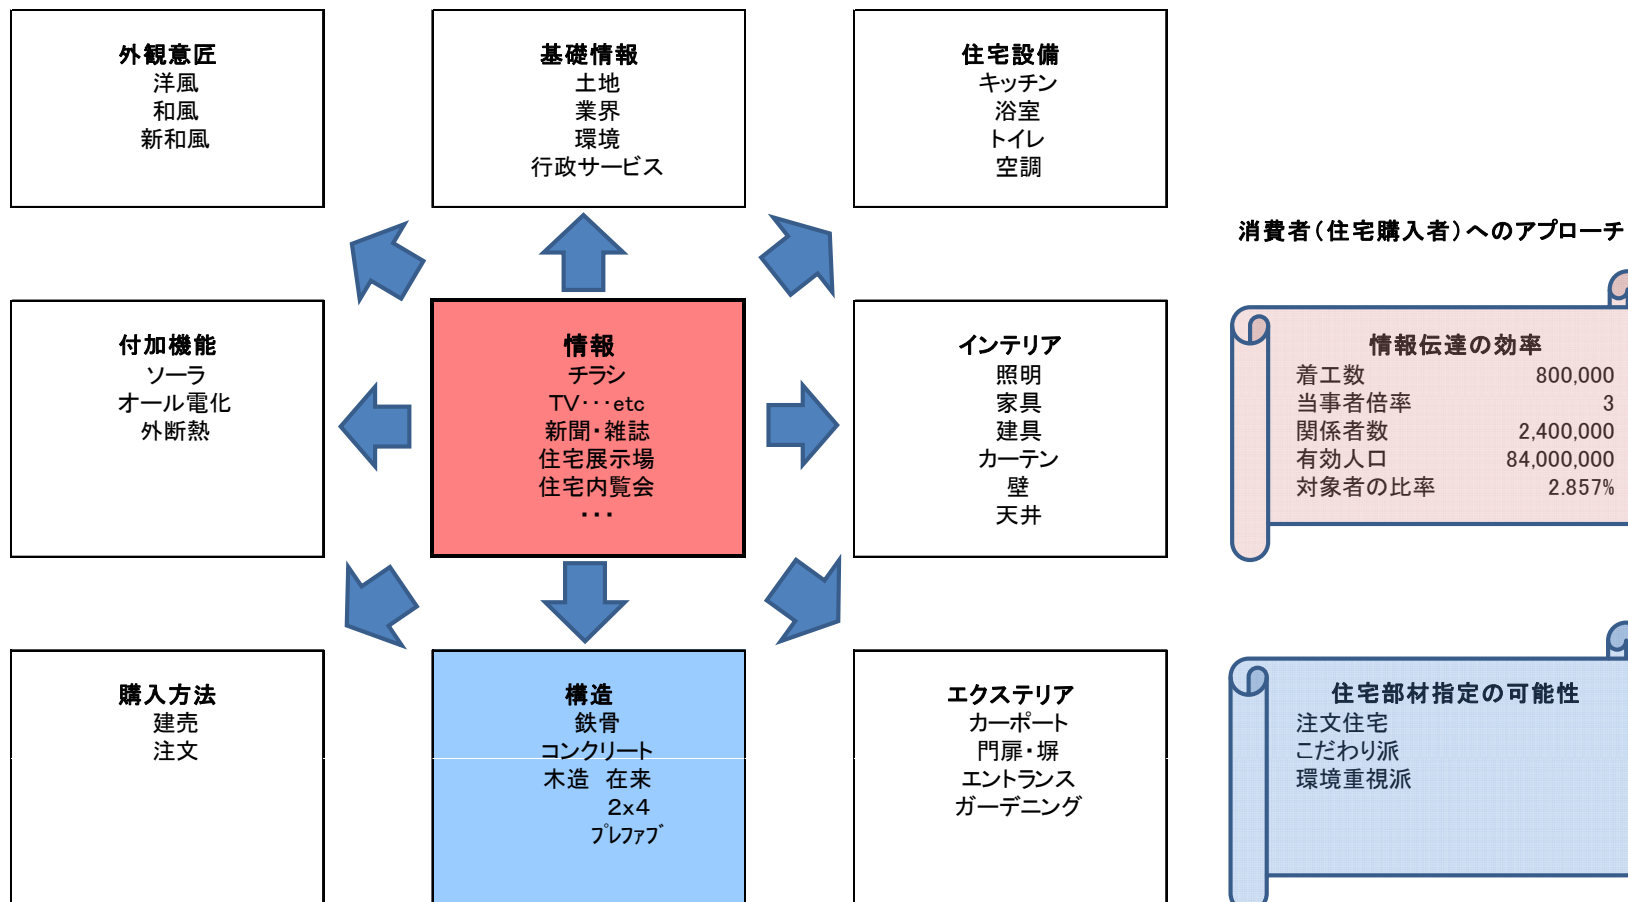 外観意匠
洋風
和風
新和風
基礎情報
土地
業界
環境
行政サービス
住宅設備
キッチン
浴室
トイレ
空調
消費者（住宅購入者）へのアプローチ
付加機能
ソーラ
オール電化
外断熱
情報
チラシ
TV・・・etc
新聞・雑誌
住宅展示場
住宅内覧会
・・・
インテリア
照明
家具
建具
カーテン
壁
天井
情報伝達の効率
着工数 800,000
当事者倍率 3
関係者数 2,400,000
有効人口 84,000,000
対象者の比率 2.857%
購入方法
建売
注文
構造
鉄骨
コンクリート
木造 在来
2x4
プレファブ
エクステリア
カーポート
門扉・塀
エントランス
ガーデニング
住宅部材指定の可能性
注文住宅
こだわり派
環境重視派